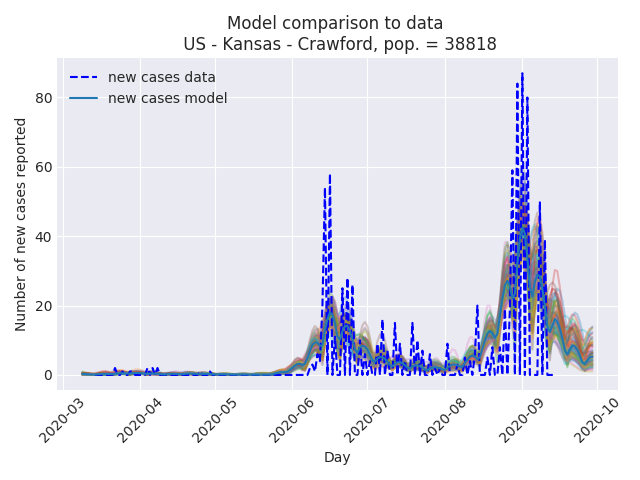 Model comparison to data
US - Kansas - Crawford, pop. = 38818
new cases data
new cases model
Number of new cases reported
80
60
40
20
0
2020-03
2020-04
2020-05
2020-06
2020-07
2020-08
2020-09
2020-10
Day